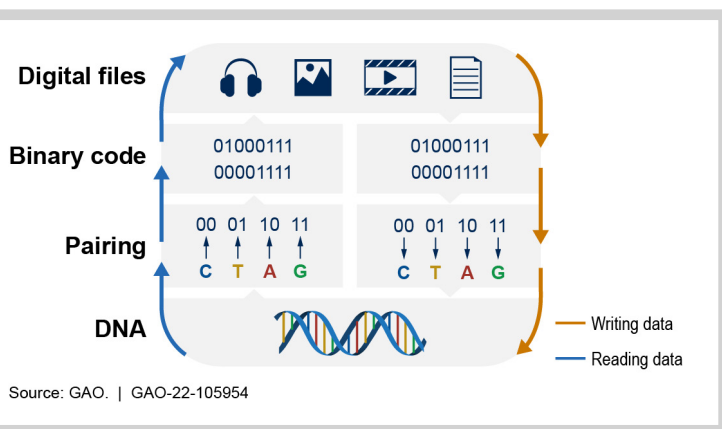 Digital files
Binary code
01000111
00001111
01000111
00001111
Pairing
00 01 10 11
C T A G
00 01 10 11
C T A G
DNA
Writing data
Reading data
Source: GAO. | GAO-22-105954